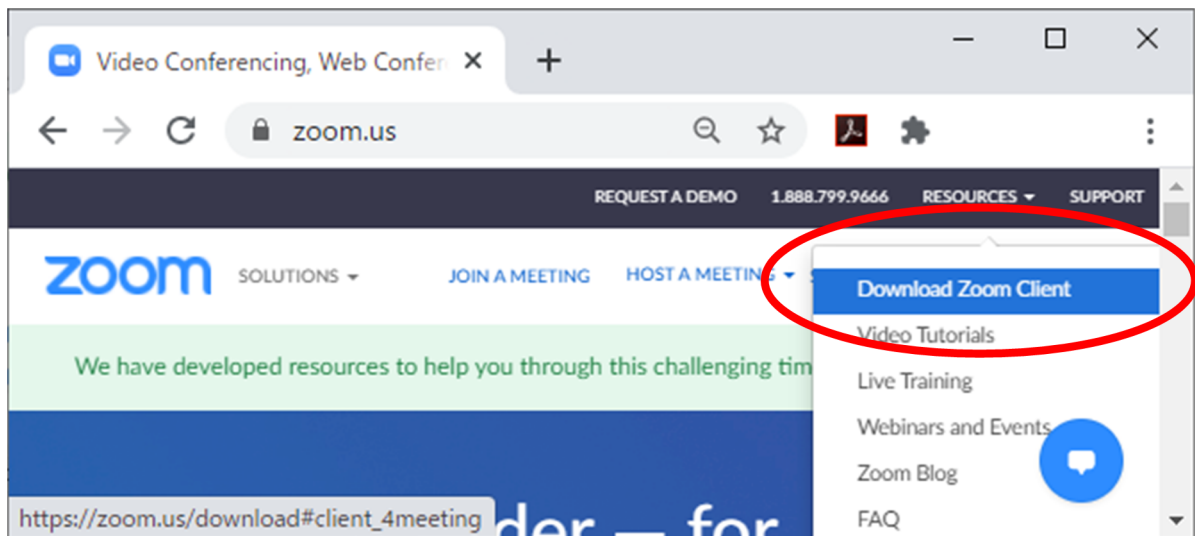 Video Conferencing, Web Confer
zoom.us
REQUEST A DEMO 1.888.799.9666 RESOURCES SUPPORT
zoom SOLUTIONS JOIN A MEETING HOST A MEETING
Download Zoom Client
Video Tutorials
We have developed resources to help you through this challenging tim
Live Training
Webinars and Events
Zoom Blog
FAQ
https://zoom.us/download#client_4meeting
der – for